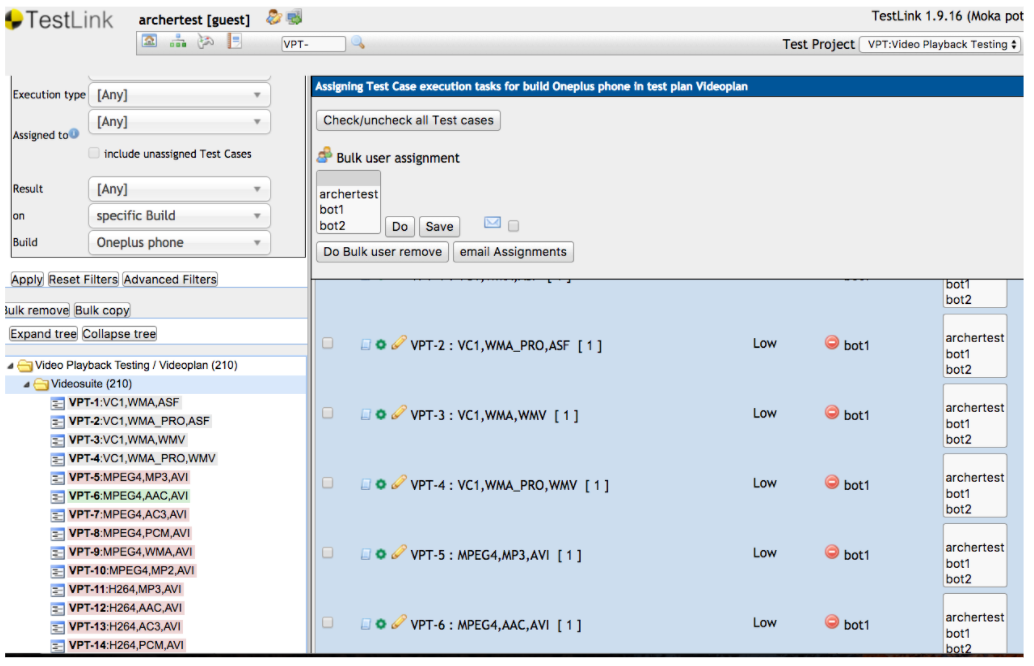 TestLink
archertest [guest]
TestLink 1.9.16 (Moka pot
VPT-
Test Project
VPT:Video Playback Testing
Execution type
[Any]
Assigned to
[Any]
include unassigned Test Cases
Result
[Any]
on
specific Build
Build
Oneplus phone
Apply
Reset Filters
Advanced Filters
Bulk remove
Bulk copy
Expand tree
Collapse tree
Video Playback Testing / Videoplan (210)
Videosuite (210)
VPT-1:VC1,WMA,ASF
VPT-2:VC1,WMA_PRO,ASF
VPT-3:VC1,WMA,WMV
VPT-4:VC1,WMA_PRO,WMV
VPT-5:MPEG4,MP3,AVI
VPT-6:MPEG4,AAC,AVI
VPT-7:MPEG4,AC3,AVI
VPT-8:MPEG4,PCM,AVI
VPT-9:MPEG4,WMA,AVI
VPT-10:MPEG4,MP2,AVI
VPT-11:H264,MP3,AVI
VPT-12:H264,AAC,AVI
VPT-13:H264,AC3,AVI
VPT-14:H264,PCM,AVI
Assigning Test Case execution tasks for build Oneplus phone in test plan Videoplan
Check/uncheck all Test cases
Bulk user assignment
archertest
bot1
bot2
Do
Save
Do Bulk user remove
email Assignments
bot1
bot2
VPT-2 : VC1,WMA_PRO,ASF [ 1 ]
Low
bot1
archertest
bot1
bot2
VPT-3 : VC1,WMA,WMV [ 1 ]
Low
bot1
archertest
bot1
bot2
VPT-4 : VC1,WMA_PRO,WMV [ 1 ]
Low
bot1
archertest
bot1
bot2
VPT-5 : MPEG4,MP3,AVI [ 1 ]
Low
bot1
archertest
bot1
bot2
VPT-6 : MPEG4,AAC,AVI [ 1 ]
Low
bot1
archertest
bot1
bot2